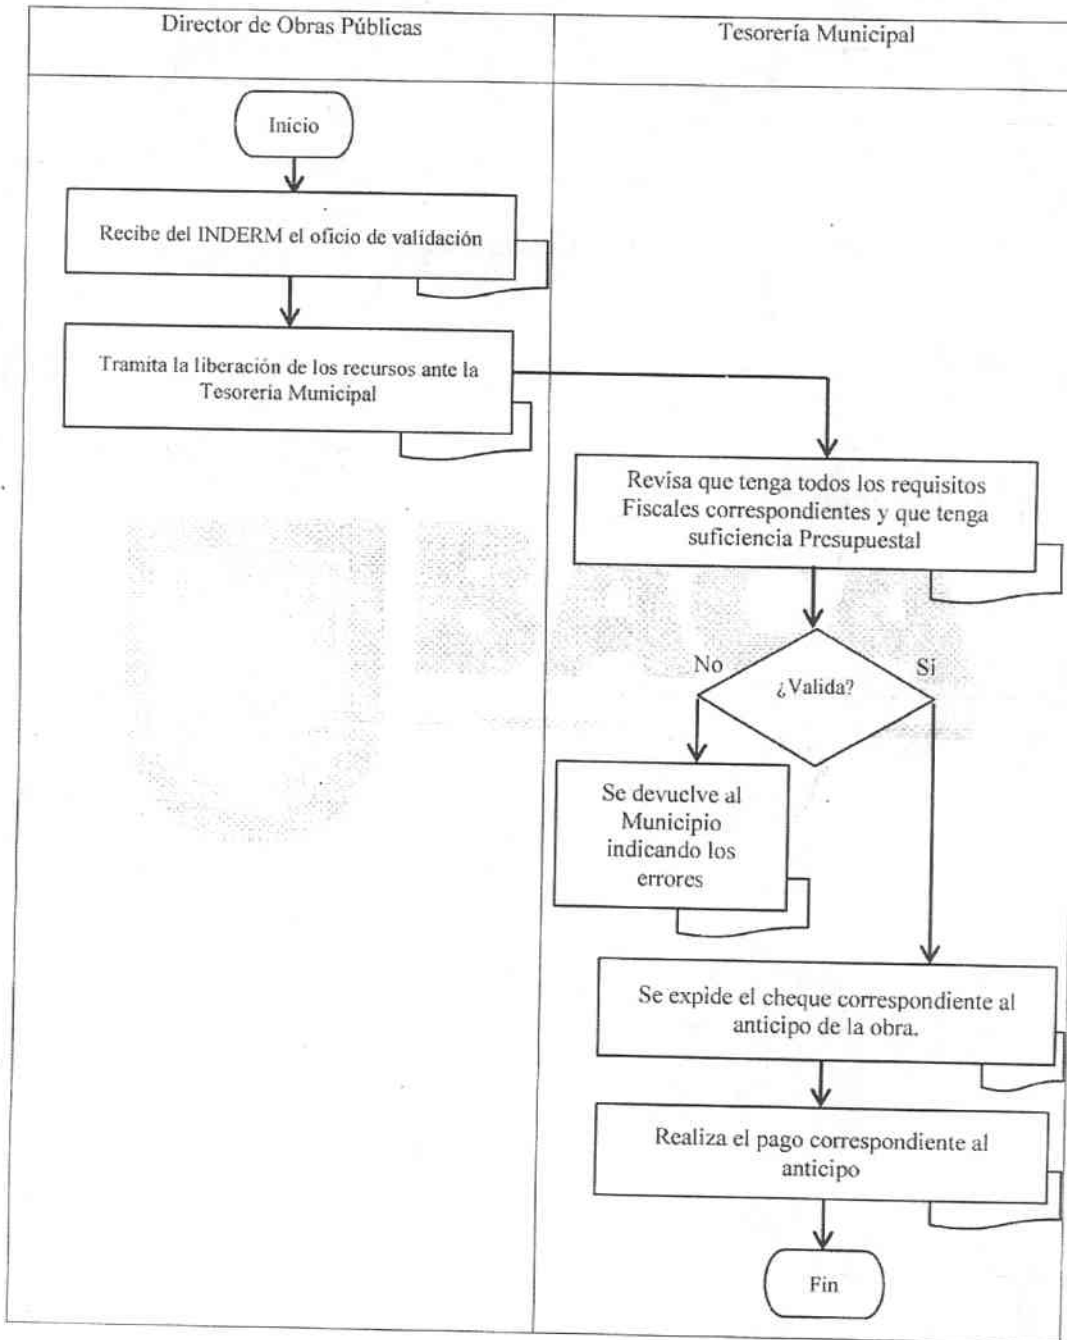 Director de Obras Públicas
Tesorería Municipal
Inicio
Recibe del INDERM el oficio de validación
Tramita la liberación de los recursos ante la
Tesorería Municipal
Revisa que tenga todos los requisitos
Fiscales correspondientes y que tenga
suficiencia Presupuestal
¿Valida?
No
Sí
Se devuelve al
Municipio
indicando los
errores
Se expide el cheque correspondiente al
anticipo de la obra.
Realiza el pago correspondiente al
anticipo
Fin